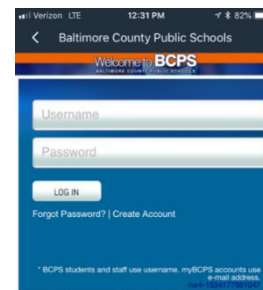 Verizon LTE 12:31 PM 82%
Baltimore County Public Schools
Welcome to BCPS
BALTIMORE COUNTY PUBLIC SCHOOLS
Username
Password
LOG IN
Forgot Password? | Create Account
* BCPS students and staff use username. myBCPS accounts use
e-mail address.